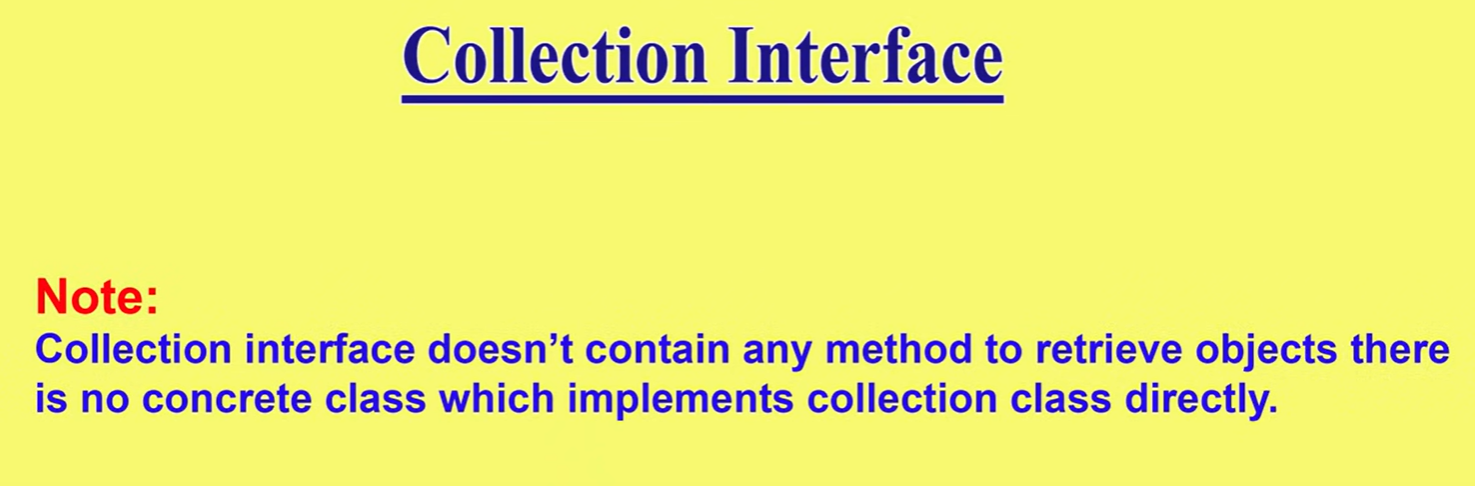 Collection Interface
Note:
Collection interface doesn’t contain any method to retrieve objects there
is no concrete class which implements collection class directly.